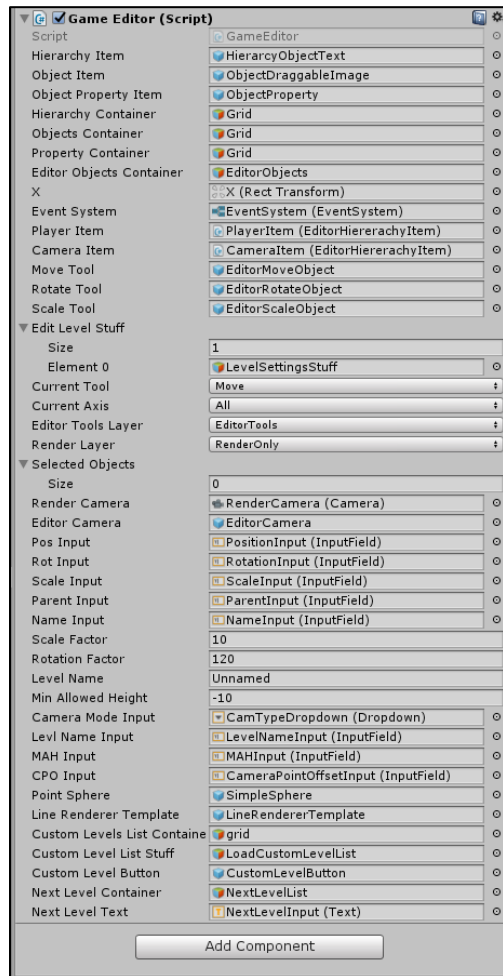 Game Editor (Script)
Script GameEditor
Hierarchy Item HierarcyObjectText
Object Item ObjectDraggableImage
Object Property Item ObjectProperty
Hierarchy Container Grid
Objects Container Grid
Property Container Grid
Editor Objects Container EditorObjects
X X (Rect Transform)
Event System EventSystem (EventSystem)
Player Item PlayerItem (EditorHiererachyItem)
Camera Item CameraItem (EditorHiererachyItem)
Move Tool EditorMoveObject
Rotate Tool EditorRotateObject
Scale Tool EditorScaleObject
Edit Level Stuff
Size 1
Element 0 LevelSettingsStuff
Current Tool Move
Current Axis All
Editor Tools Layer EditorTools
Render Layer RenderOnly
Selected Objects
Size 0
Render Camera RenderCamera (Camera)
Editor Camera EditorCamera
Pos Input PositionInput (InputField)
Rot Input RotationInput (InputField)
Scale Input ScaleInput (InputField)
Parent Input ParentInput (InputField)
Name Input NameInput (InputField)
Scale Factor 10
Rotation Factor 120
Level Name Unnamed
Min Allowed Height -10
Camera Mode Input CamTypeDropdown (Dropdown)
Levl Name Input LevelNameInput (InputField)
MAH Input MAHInput (InputField)
CPO Input CameraPointOffsetInput (InputField)
Point Sphere SimpleSphere
Line Renderer Template LineRendererTemplate
Custom Levels List Containe grid
Custom Level List Stuff LoadCustomLevelList
Custom Level Button CustomLevelButton
Next Level Container NextLevelList
Next Level Text NextLevelInput (Text)
Add Component